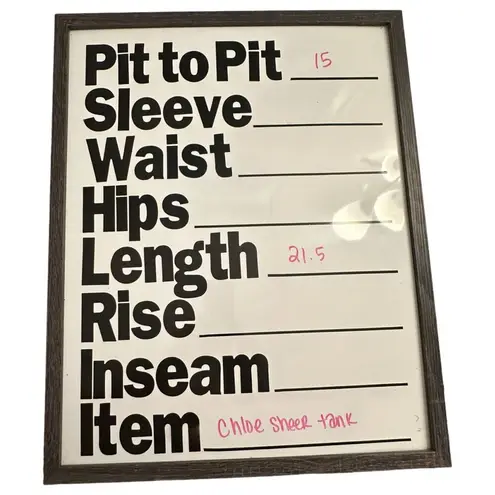 Pit to Pit 15
Sleeve
Waist
Hips
Length 21.5
Rise
Inseam
Item Chloe sheer tank